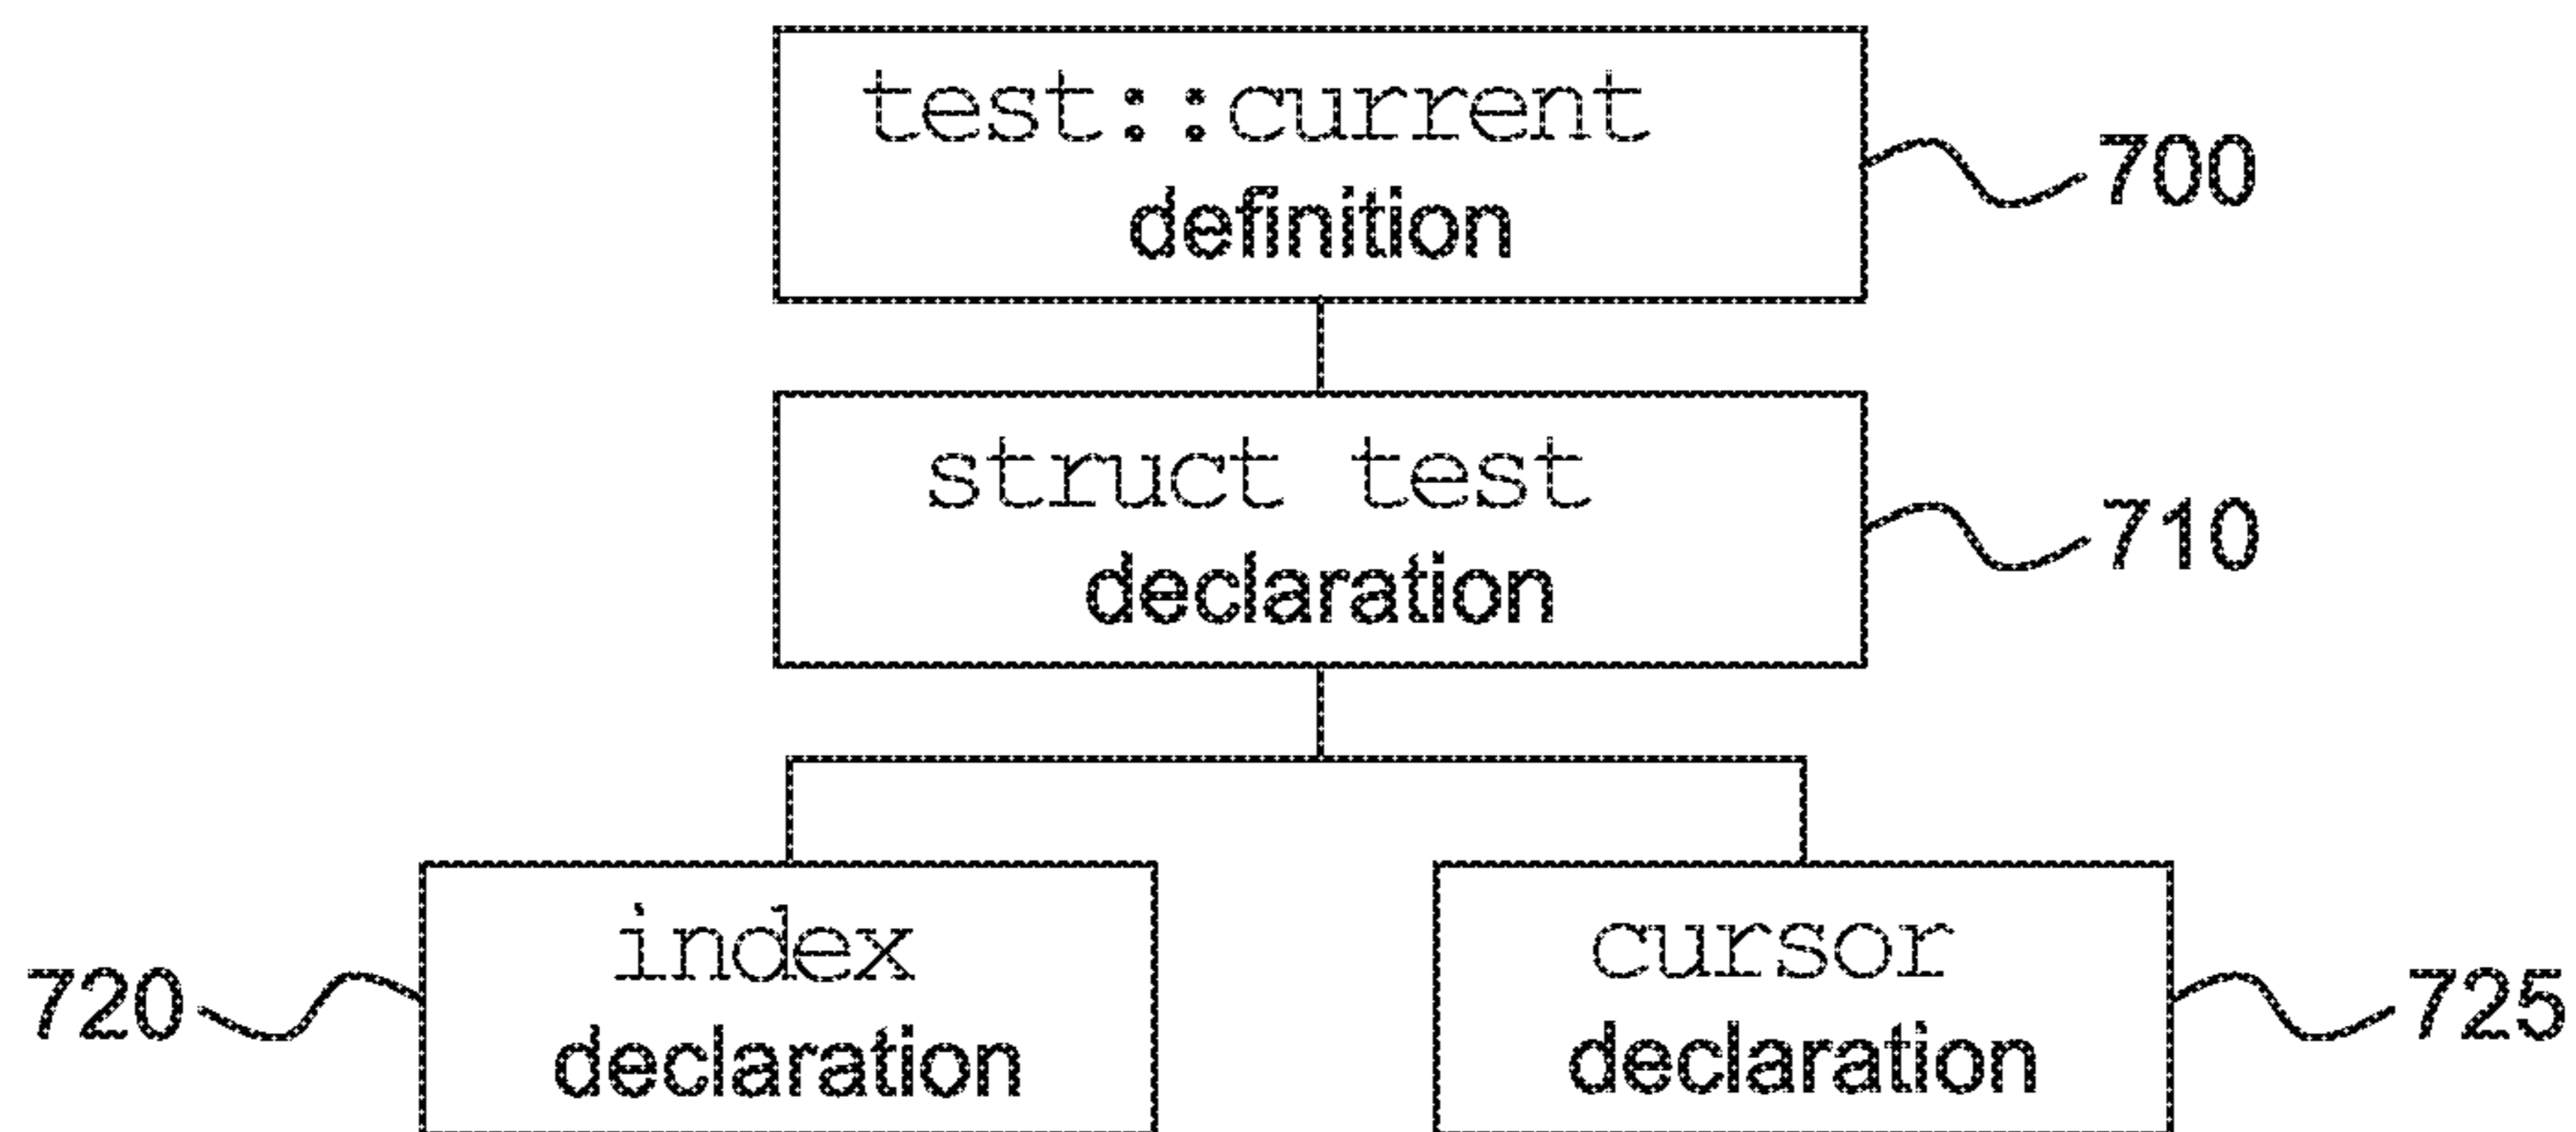 test::current
definition
700
struct test
declaration
710
index
declaration
720
cursor
declaration
725